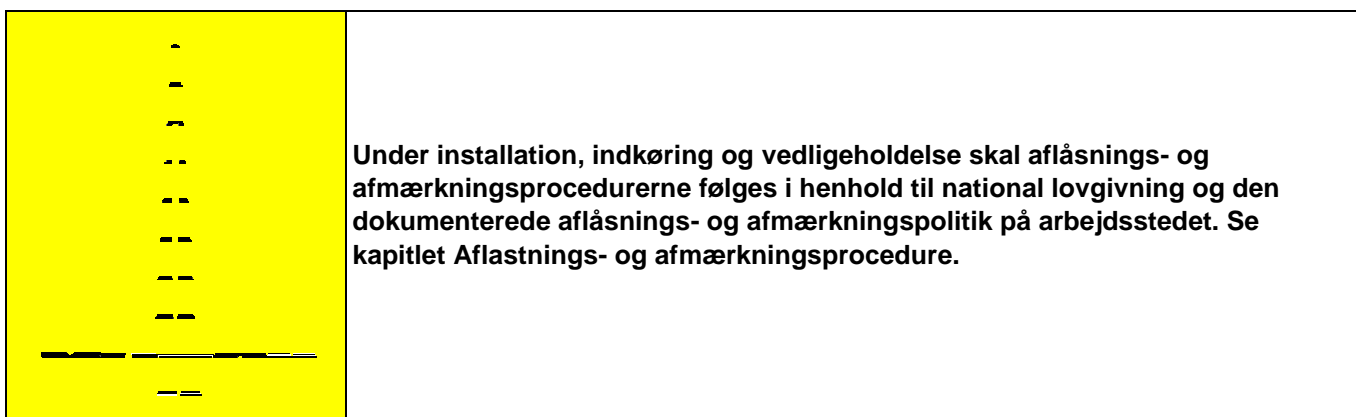 Under installation, indkøring og vedligeholdelse skal aflåsnings- og
afmærkningsprocedurerne følges i henhold til national lovgivning og den
dokumenterede aflåsnings- og afmærkningspolitik på arbejdsstedet. Se
kapitlet Aflastnings- og afmærkningsprocedure.